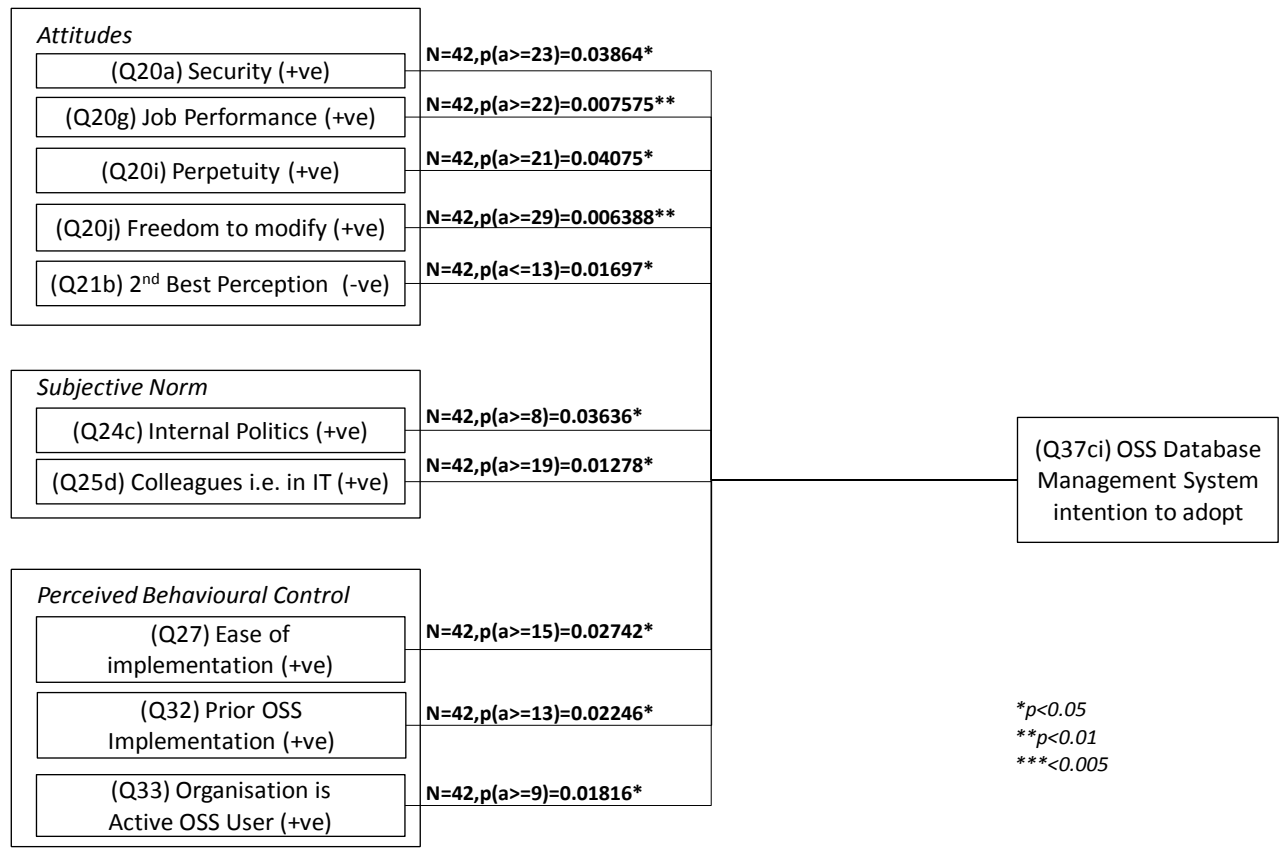 Attitudes
(Q20a) Security (+ve)
N=42,p(a>=23)=0.03864*
(Q20g) Job Performance (+ve)
N=42,p(a>=22)=0.007575**
(Q20i) Perpetuity (+ve)
N=42,p(a>=21)=0.04075*
(Q20j) Freedom to modify (+ve)
N=42,p(a>=29)=0.006388**
(Q21b) 2nd Best Perception (-ve)
N=42,p(a<=13)=0.01697*
Subjective Norm
(Q24c) Internal Politics (+ve)
N=42,p(a>=8)=0.03636*
(Q25d) Colleagues i.e. in IT (+ve)
N=42,p(a>=19)=0.01278*
Perceived Behavioural Control
(Q27) Ease of
implementation (+ve)
N=42,p(a>=15)=0.02742*
(Q32) Prior OSS
Implementation (+ve)
N=42,p(a>=13)=0.02246*
(Q33) Organisation is
Active OSS User (+ve)
N=42,p(a>=9)=0.01816*
(Q37ci) OSS Database
Management System
intention to adopt
*p<0.05
**p<0.01
***<0.005